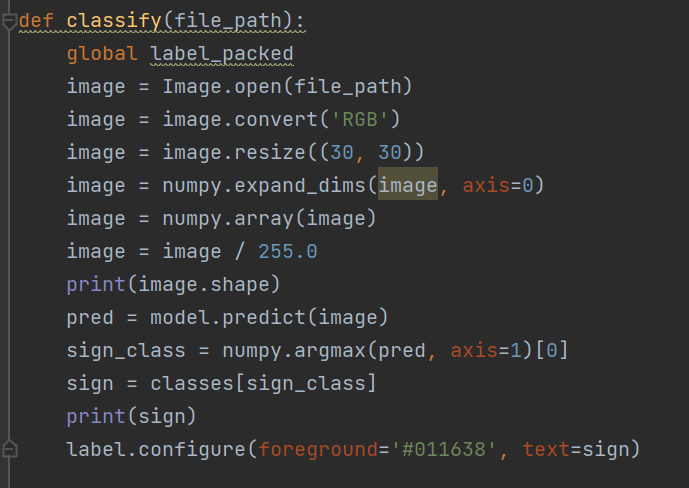 def classify(file_path):
    global label_packed
    image = Image.open(file_path)
    image = image.convert('RGB')
    image = image.resize((30, 30))
    image = numpy.expand_dims(image, axis=0)
    image = numpy.array(image)
    image = image / 255.0
    print(image.shape)
    pred = model.predict(image)
    sign_class = numpy.argmax(pred, axis=1)[0]
    sign = classes[sign_class]
    print(sign)
    label.configure(foreground='#011638', text=sign)